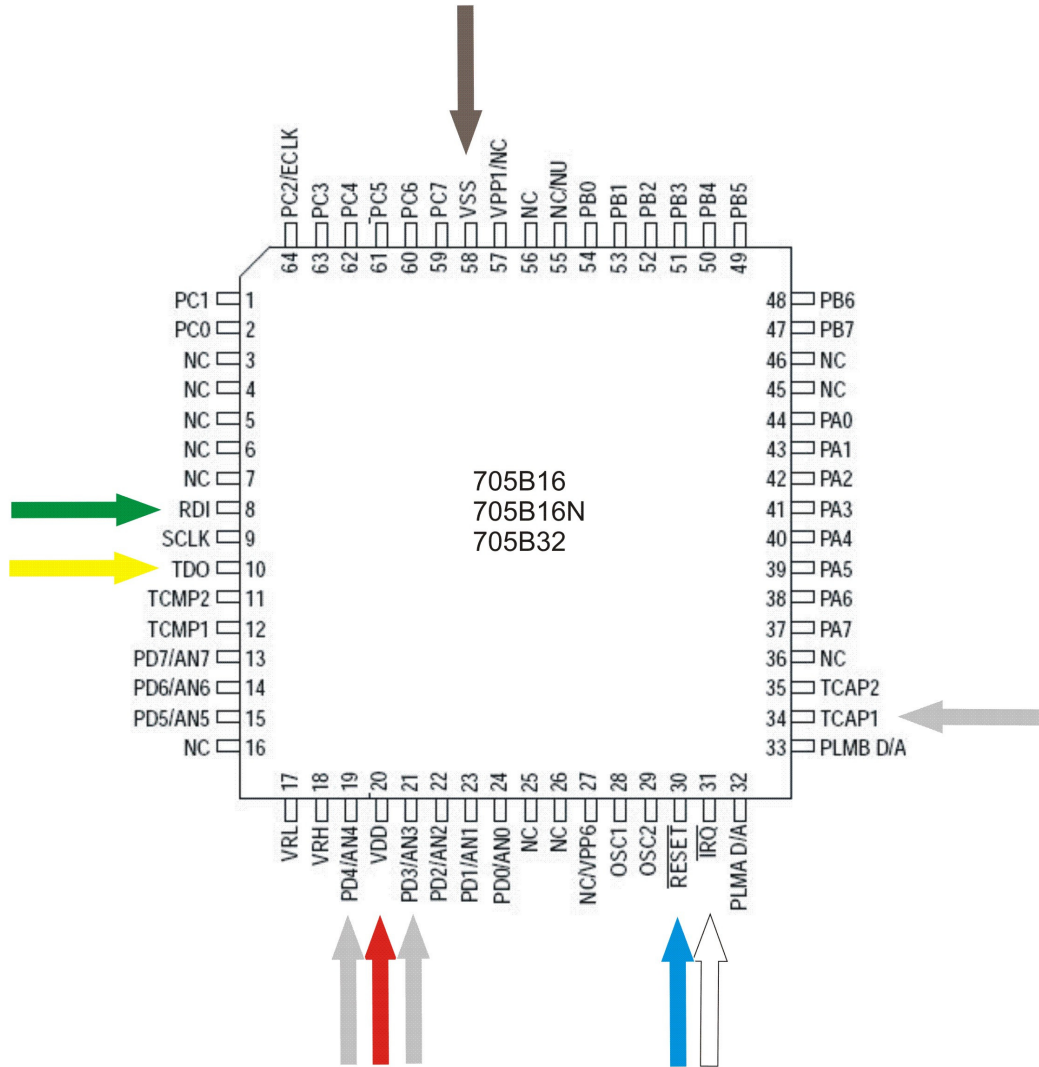 PC2/ECLK
PC3
PC4
PC5
PC6
PC7
VSS
VPP1/NC
NC
NC/NU
PB0
PB1
PB2
PB3
PB4
PB5
64 63 62 61 60 59 58 57 56 55 54 53 52 51 50 49
PC1 1
PC0 2
NC 3
NC 4
NC 5
NC 6
NC 7
RDI 8
SCLK 9
TDO 10
TCMP2 11
TCMP1 12
PD7/AN7 13
PD6/AN6 14
PD5/AN5 15
NC 16
705B16
705B16N
705B32
48 PB6
47 PB7
46 NC
45 NC
44 PA0
43 PA1
42 PA2
41 PA3
40 PA4
39 PA5
38 PA6
37 PA7
36 NC
35 TCAP2
34 TCAP1
33 PLMB D/A
17 18 19 20 21 22 23 24 25 26 27 28 29 30 31 32
VRL
VRH
PD4/AN4
VDD
PD3/AN3
PD2/AN2
PD1/AN1
PD0/AN0
NC
NC
NC/VPP6
OSC1
OSC2
RESET
IRQ
PLMA D/A